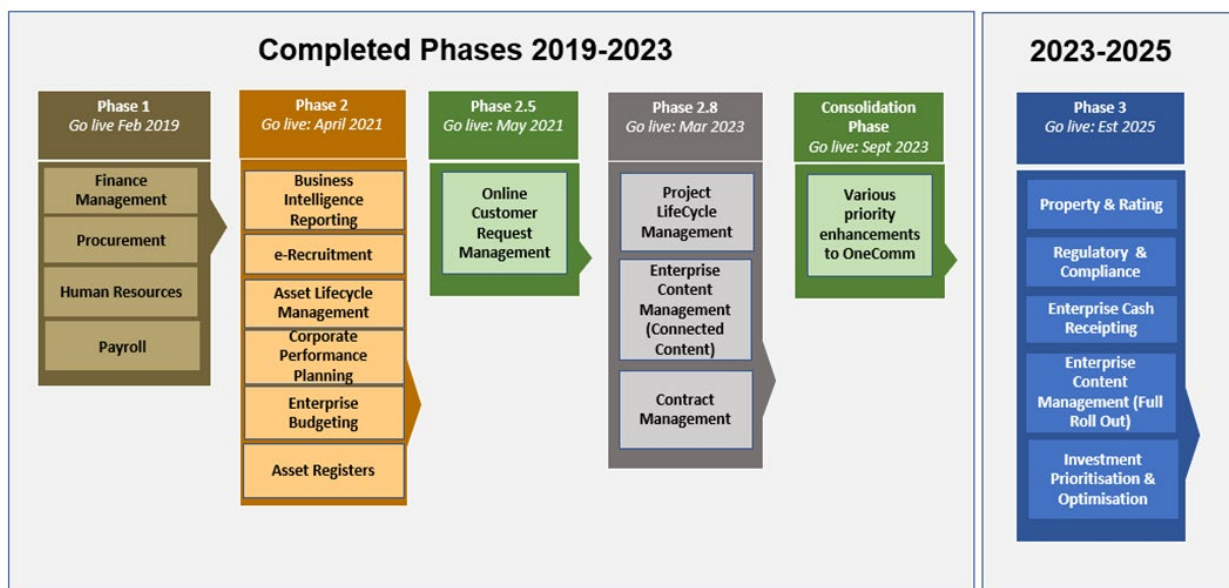 Completed Phases 2019-2023
Phase 1
Go live Feb 2019
Finance
Management
Procurement
Human Resources
Payroll
Phase 2
Go live: April 2021
Business
Intelligence
Reporting
e-Recruitment
Asset Lifecycle
Management
Corporate
Performance
Planning
Enterprise
Budgeting
Asset Registers
Phase 2.5
Go live: May 2021
Online
Customer
Request
Management
Phase 2.8
Go live: Mar 2023
Project
LifeCycle
Management
Enterprise
Content
Management
(Connected
Content)
Contract
Management
Consolidation
Phase
Go live: Sept 2023
Various
priority
enhancements
to OneComm
2023-2025
Phase 3
Go live: Est 2025
Property & Rating
Regulatory &
Compliance
Enterprise Cash
Receipting
Enterprise
Content
Management (Full
Roll Out)
Investment
Prioritisation &
Optimisation